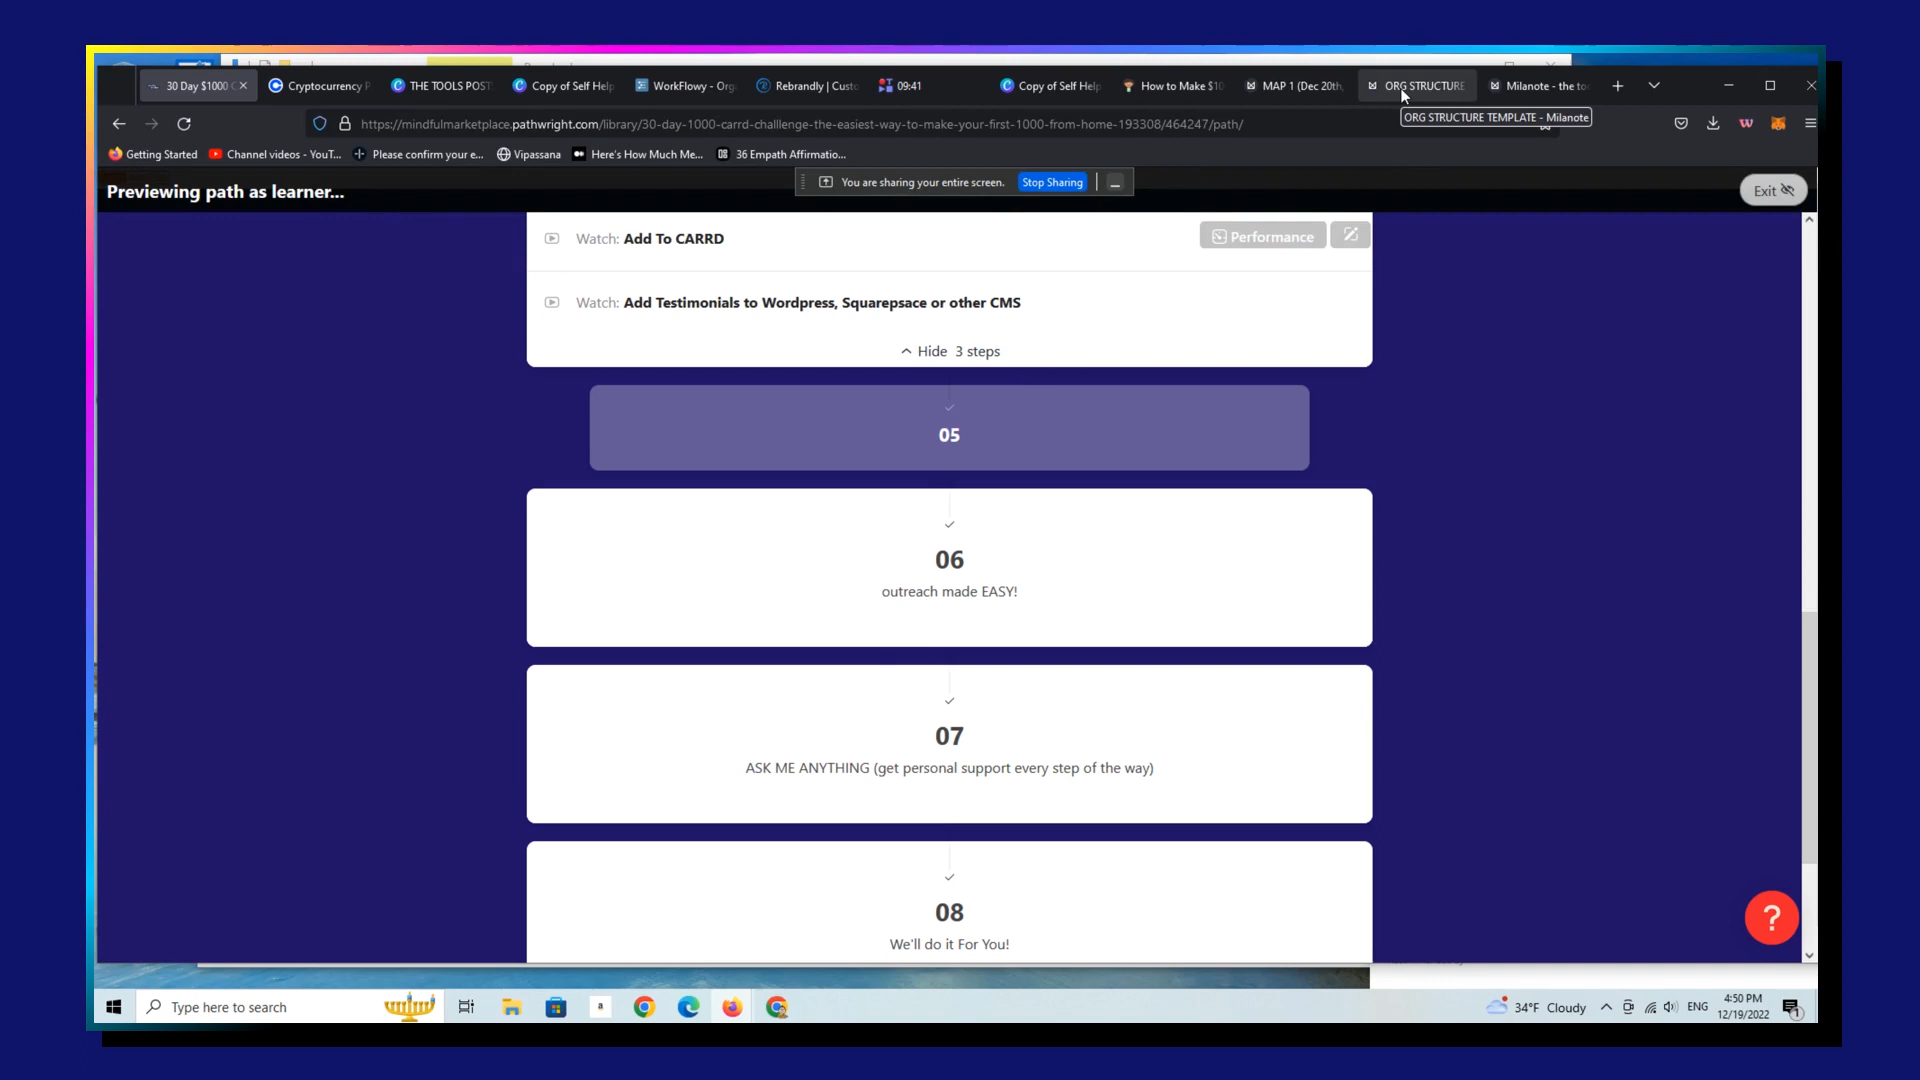 30 Day $1000 C
Cryptocurrency P
THE TOOLS POST
Copy of Self Help
WorkFlowy - Org
Rebrandly | Custo
09:41
Copy of Self Help
How to Make $10
MAP 1 (Dec 20th,
ORG STRUCTURE
Milanote - the to
https://mindfulmarketplace.pathwright.com/library/30-day-1000-carrd-challlenge-the-easiest-way-to-make-your-first-1000-from-home-193308/464247/path/
ORG STRUCTURE TEMPLATE - Milanote
Getting Started
Channel videos - YouT...
Please confirm your e...
Vipassana
Here's How Much Me...
36 Empath Affirmatio...
Previewing path as learner...
You are sharing your entire screen.
Stop Sharing
Exit
Watch: Add To CARRD
Performance
Watch: Add Testimonials to Wordpress, Squarepsace or other CMS
Hide 3 steps
05
06
outreach made EASY!
07
ASK ME ANYTHING (get personal support every step of the way)
08
We'll do it For You!
?
Type here to search
a
34°F Cloudy
ENG
4:50 PM
12/19/2022
1